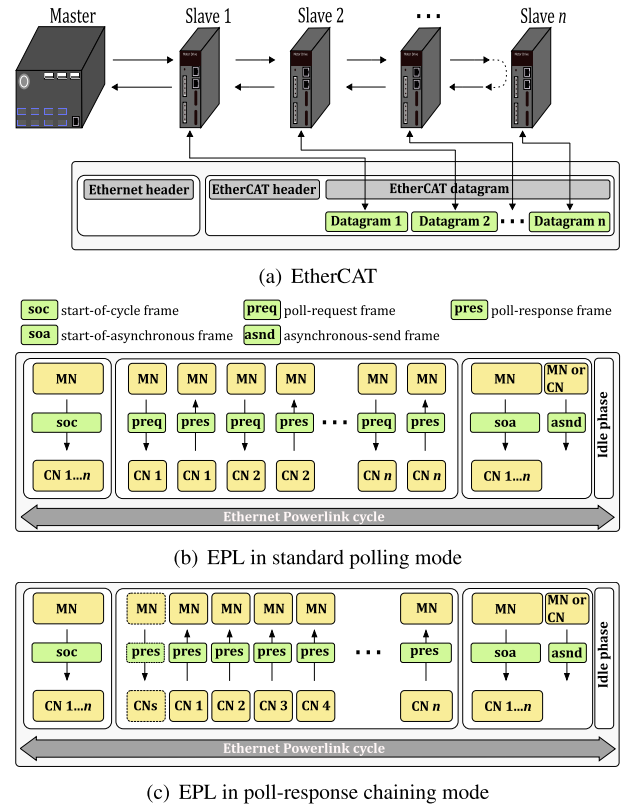 Master Slave 1 Slave 2 ··· Slave n
Ethernet header EtherCAT header EtherCAT datagram
Datagram 1 Datagram 2 ··· Datagram n
(a) EtherCAT
soc start-of-cycle frame preq poll-request frame pres poll-response frame
soa start-of-asynchronous frame asnd asynchronous-send frame
MN MN MN MN MN MN MN MN MN or CN
soc preq pres preq pres ··· preq pres soa asnd
CN 1...n CN 1 CN 1 CN 2 CN 2 CN n CN n CN 1...n
Idle phase
Ethernet Powerlink cycle
(b) EPL in standard polling mode
MN MN MN MN MN MN MN MN MN or CN
soc pres pres pres pres pres ··· pres soa asnd
CN 1...n CNs CN 1 CN 2 CN 3 CN 4 CN n CN 1...n
Idle phase
Ethernet Powerlink cycle
(c) EPL in poll-response chaining mode